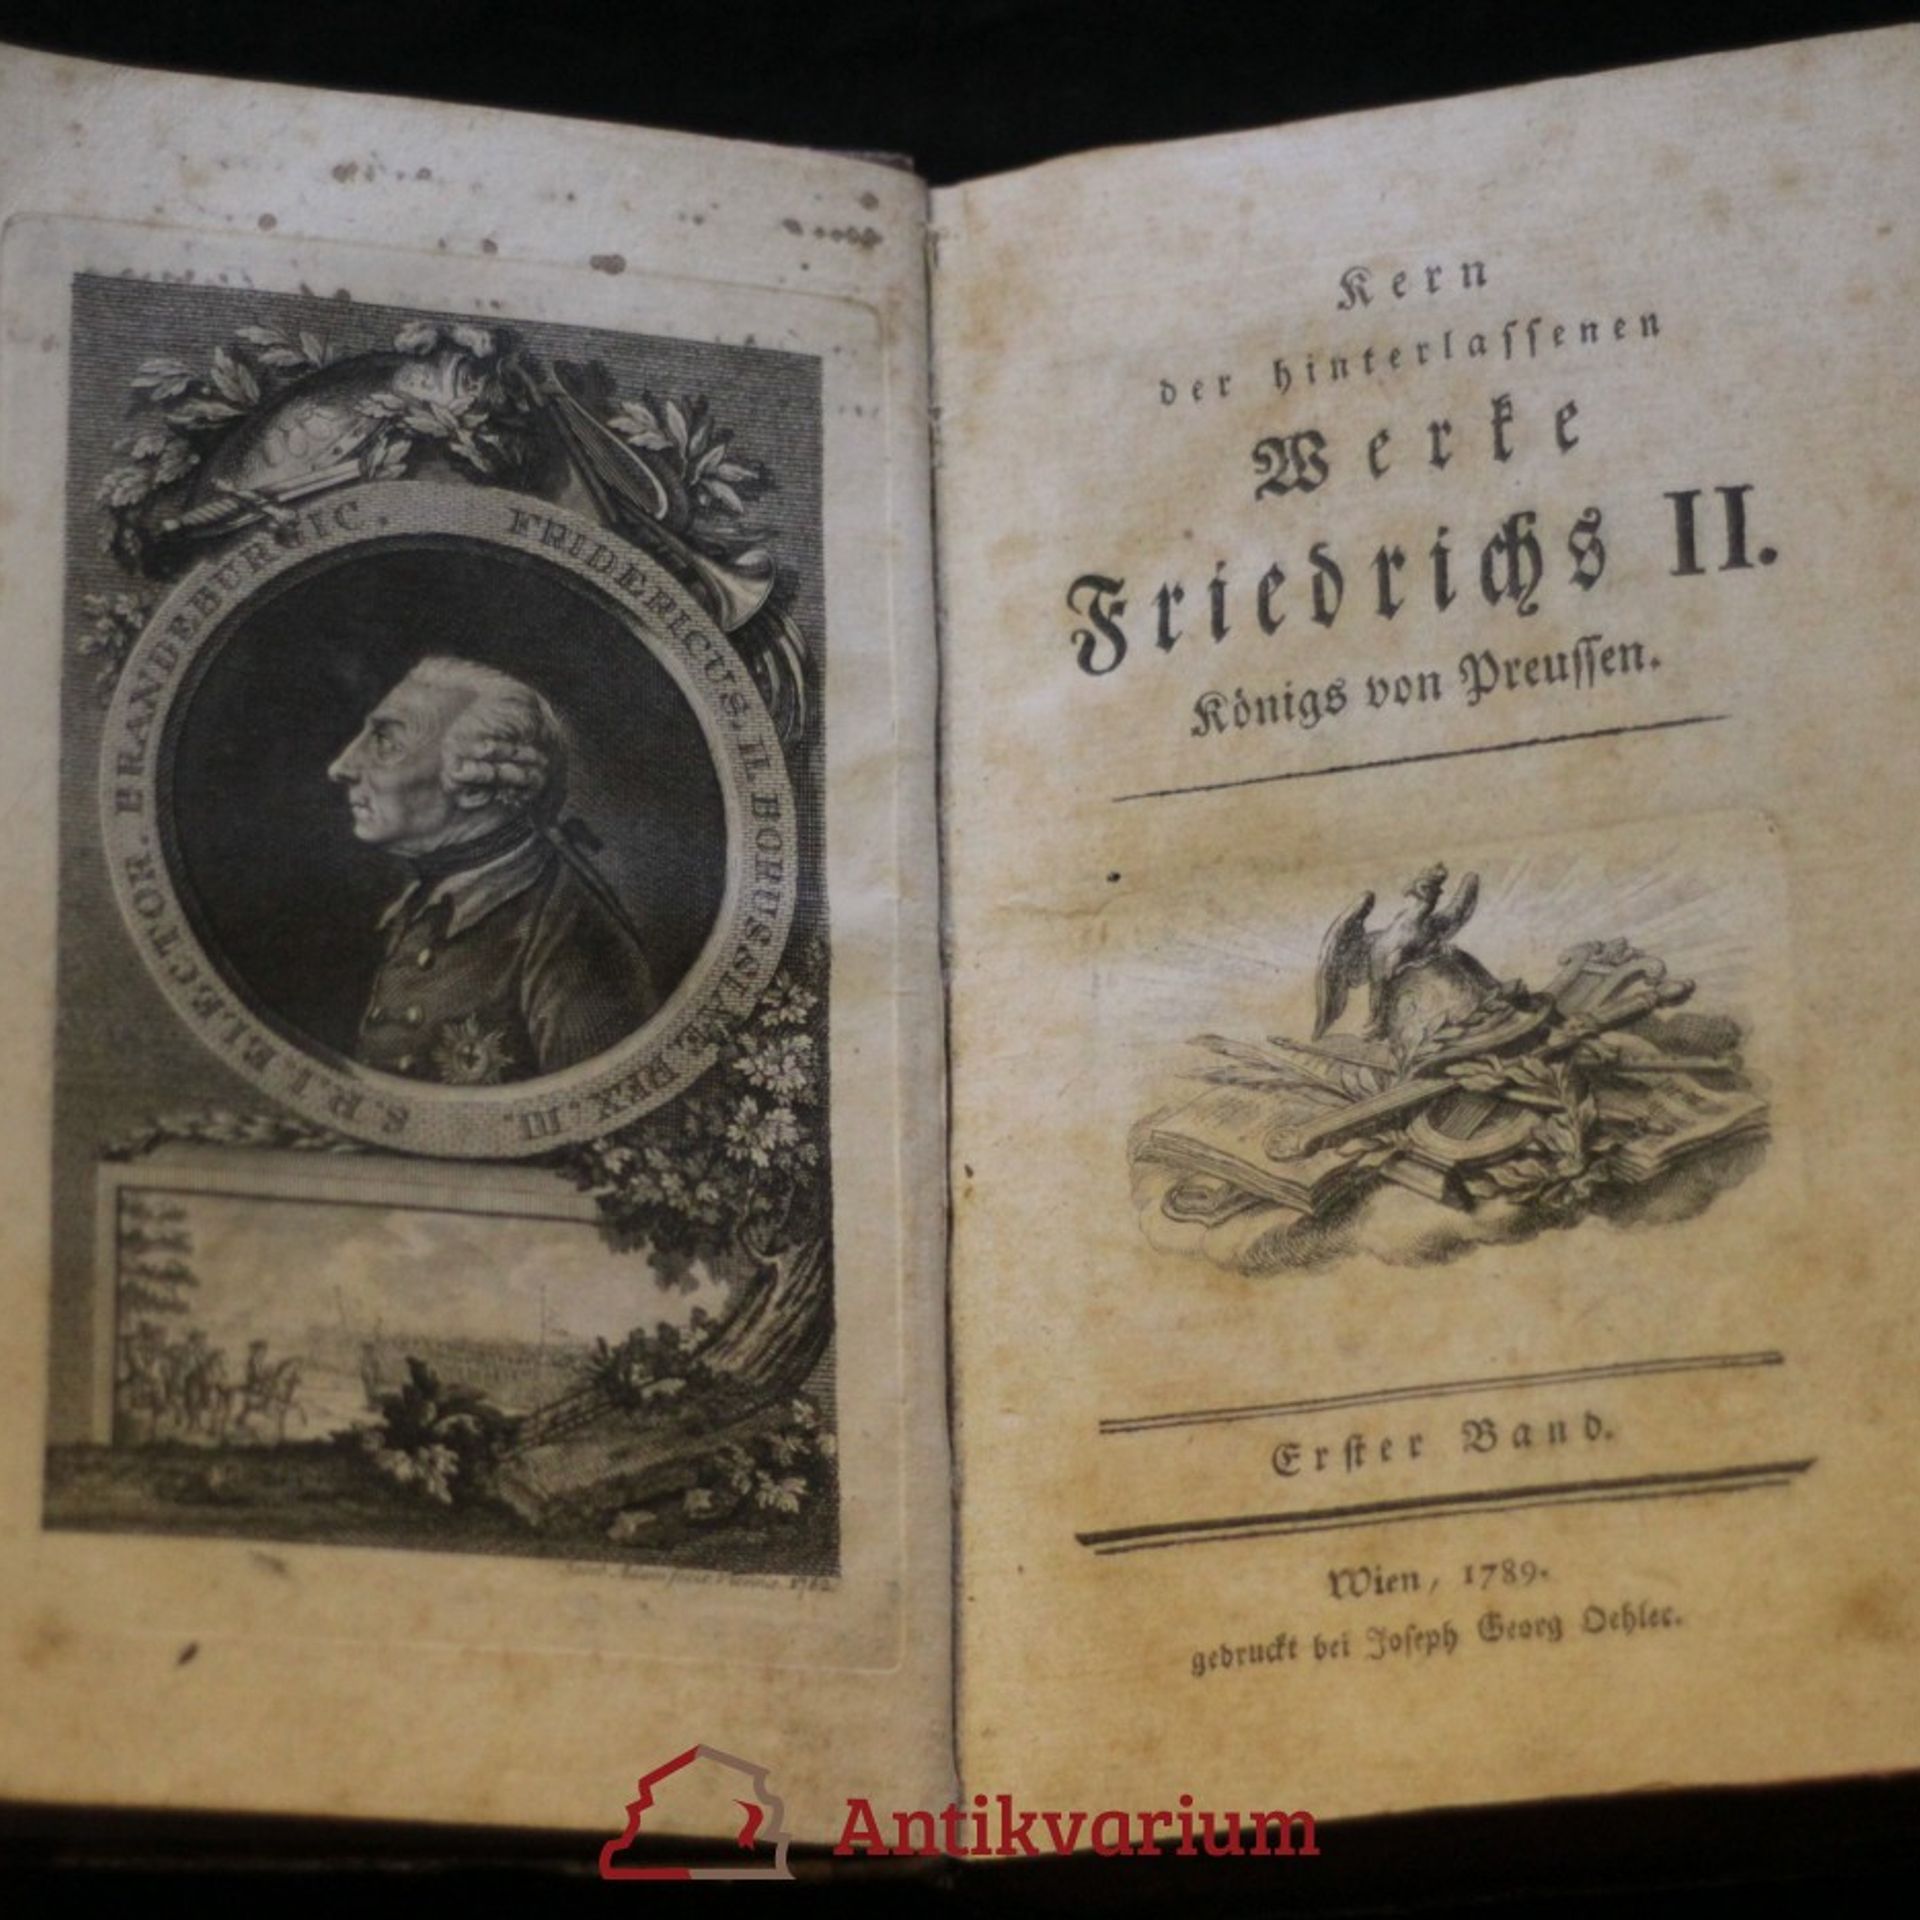 FRIDERICUS. II. BORUSSIAE. REX. III.
S. R. I. ELECTOR. BRANDEBURGIC.
Kern
der hinterlaſſenen
Werke
Friedrichs II.
Königs von Preuſſen.
Erſter Band.
Wien, 1789.
gedruckt bei Joſeph Georg Oehler.
Antikvarium